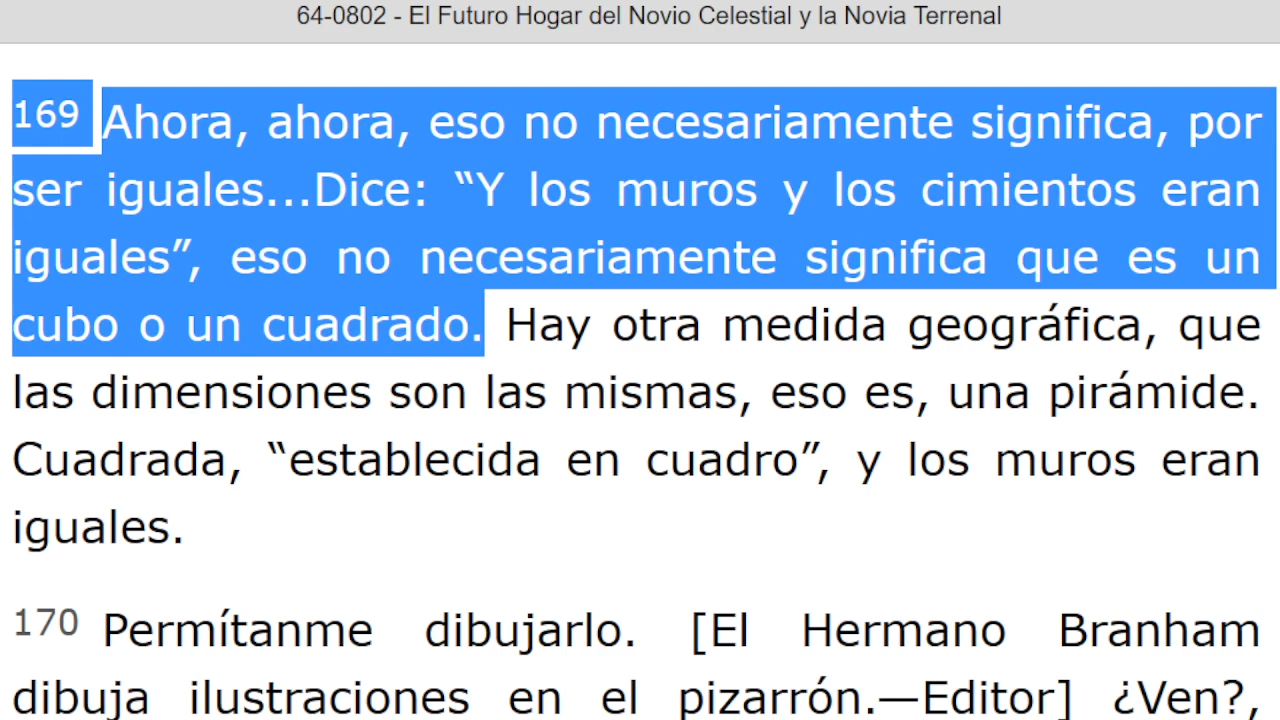 64-0802 - El Futuro Hogar del Novio Celestial y la Novia Terrenal
169 Ahora, ahora, eso no necesariamente significa, por
ser iguales...Dice: “Y los muros y los cimientos eran
iguales”, eso no necesariamente significa que es un
cubo o un cuadrado. Hay otra medida geográfica, que
las dimensiones son las mismas, eso es, una pirámide.
Cuadrada, “establecida en cuadro”, y los muros eran
iguales.
170 Permítanme dibujarlo. [El Hermano Branham
dibuja ilustraciones en el pizarrón.—Editor] ¿Ven?,